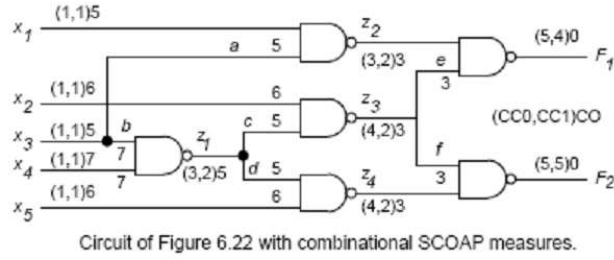 x1 (1,1)5
a 5
z2
(3,2)3
(5,4)0
F1
e
3
x2 (1,1)6
6
z3
c 5
(4,2)3
(CC0,CC1)CO
x3 (1,1)5
b
7
z1
(3,2)5
x4 (1,1)7
7
d 5
f
3
z4
(4,2)3
(5,5)0
F2
x5 (1,1)6
6
Circuit of Figure 6.22 with combinational SCOAP measures.